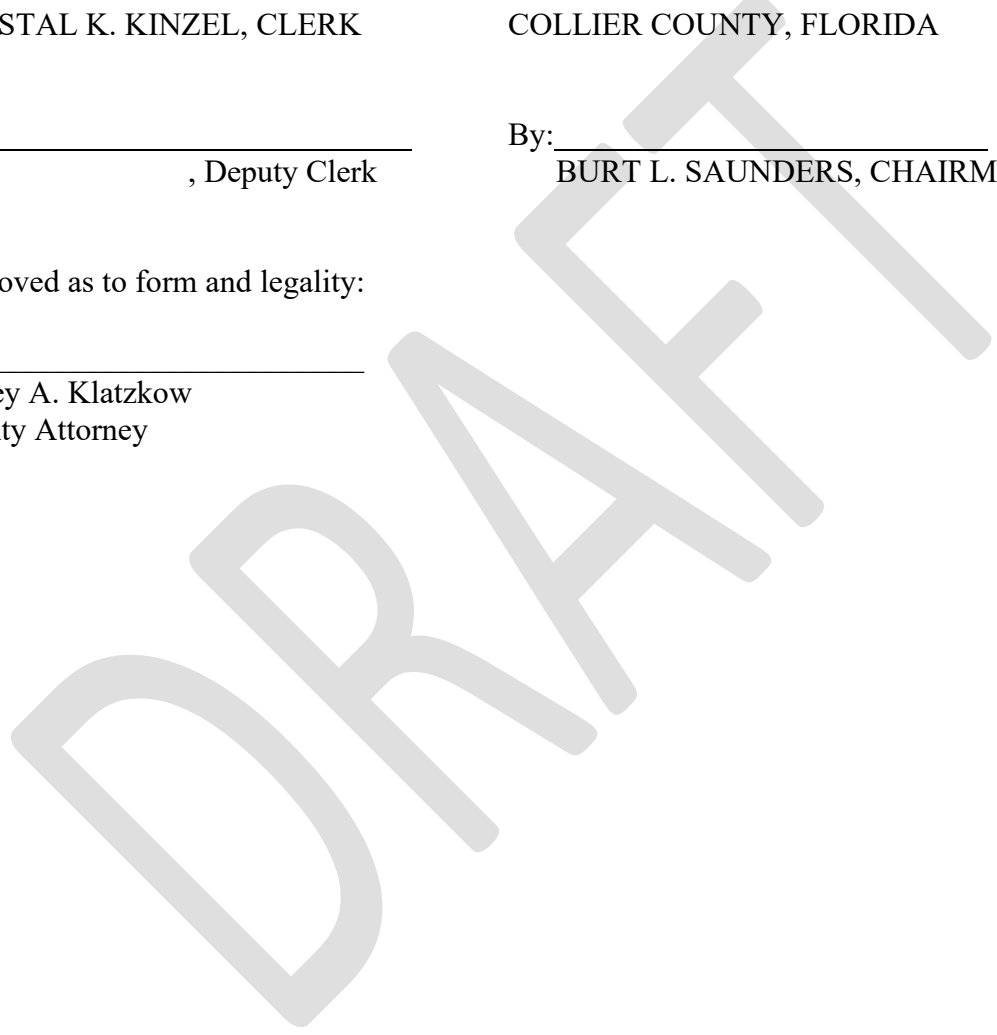 STAL K. KINZEL, CLERK
COLLIER COUNTY, FLORIDA
By:
, Deputy Clerk
BURT L. SAUNDERS, CHAIRM
oved as to form and legality:
ey A. Klatzkow
ty Attorney
DRAFT